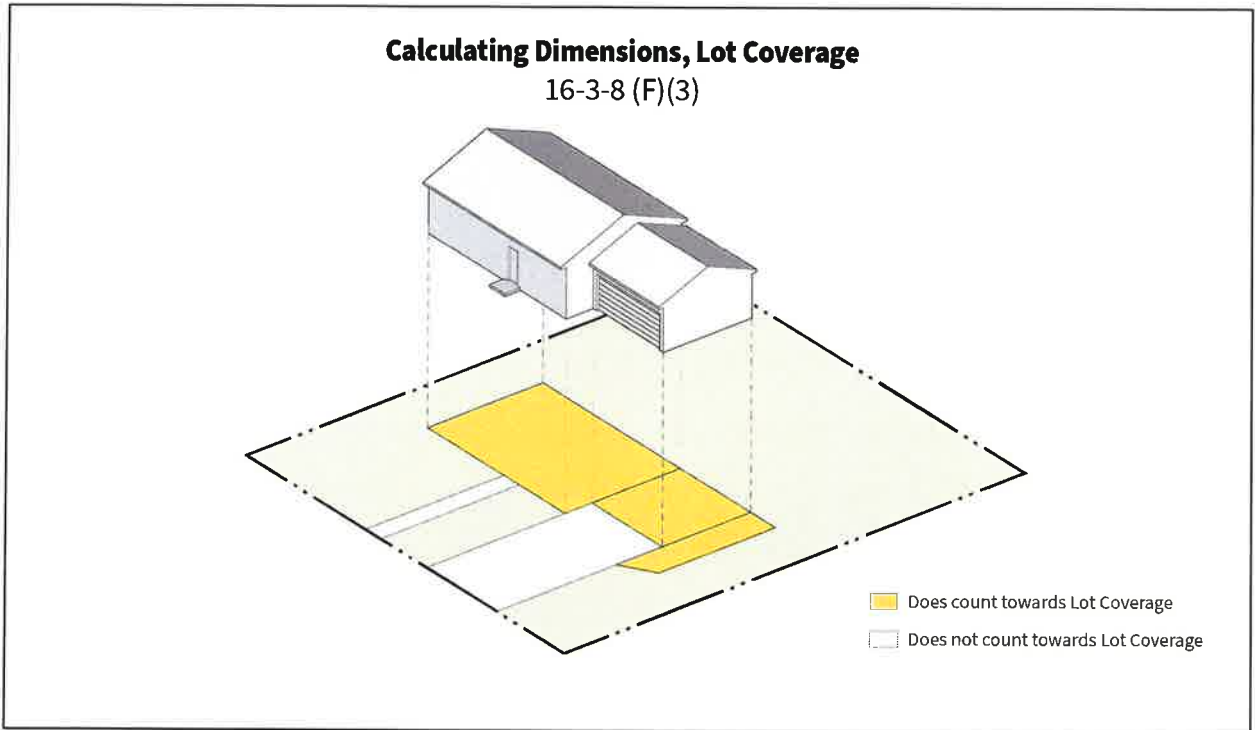 Calculating Dimensions, Lot Coverage
16-3-8 (F)(3)
Does count towards Lot Coverage
Does not count towards Lot Coverage